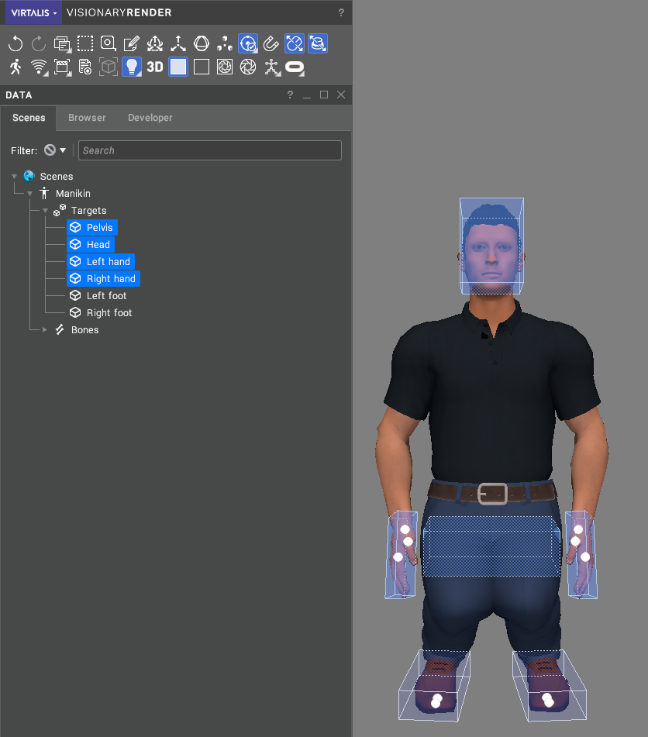 VIRTALIS VISIONARYRENDER ?
3D
DATA ?
Scenes Browser Developer
Filter: Search
Scenes
Manikin
Targets
Pelvis
Head
Left hand
Right hand
Left foot
Right foot
Bones